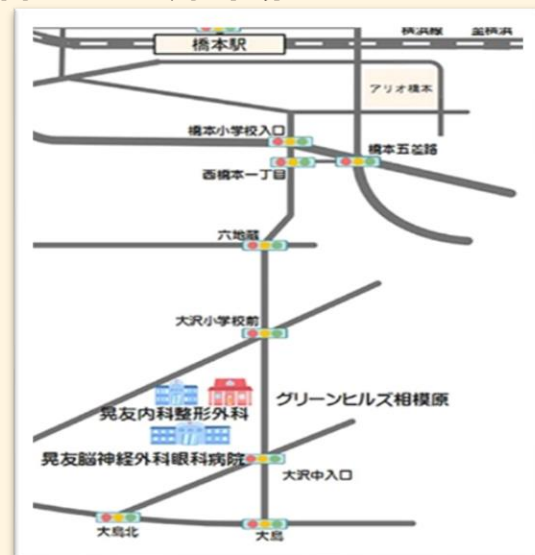 横浜線 至横浜
橋本駅
アリオ橋本
橋本小学校入口
橋本五差路
西橋本一丁目
六地蔵
大沢小学校前
グリーンヒルズ相模原
晃友内科整形外科
晃友脳神経外科眼科病院
大沢中入口
大島北
大島